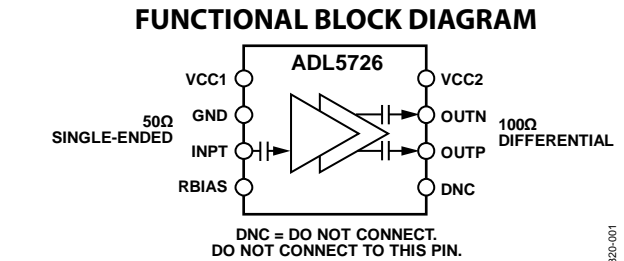 FUNCTIONAL BLOCK DIAGRAM
ADL5726
VCC1
VCC2
GND
OUTN
50Ω
SINGLE-ENDED
100Ω
DIFFERENTIAL
INPT
OUTP
RBIAS
DNC
DNC = DO NOT CONNECT.
DO NOT CONNECT TO THIS PIN.